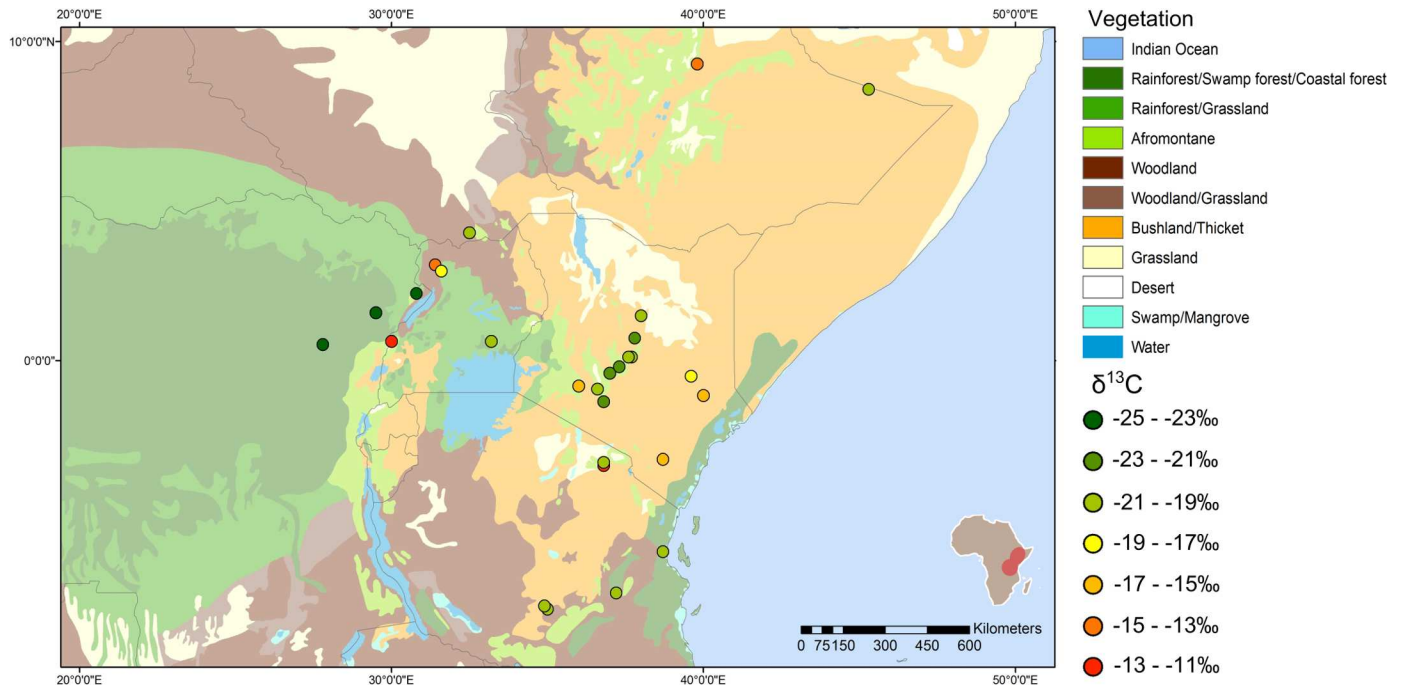 20°0'0"E 30°0'0"E 40°0'0"E 50°0'0"E
10°0'0"N
0°0'0"
20°0'0"E 30°0'0"E 40°0'0"E 50°0'0"E
Kilometers
0 75 150 300 450 600
Vegetation
Indian Ocean
Rainforest/Swamp forest/Coastal forest
Rainforest/Grassland
Afromontane
Woodland
Woodland/Grassland
Bushland/Thicket
Grassland
Desert
Swamp/Mangrove
Water
δ¹³C
-25 - -23‰
-23 - -21‰
-21 - -19‰
-19 - -17‰
-17 - -15‰
-15 - -13‰
-13 - -11‰